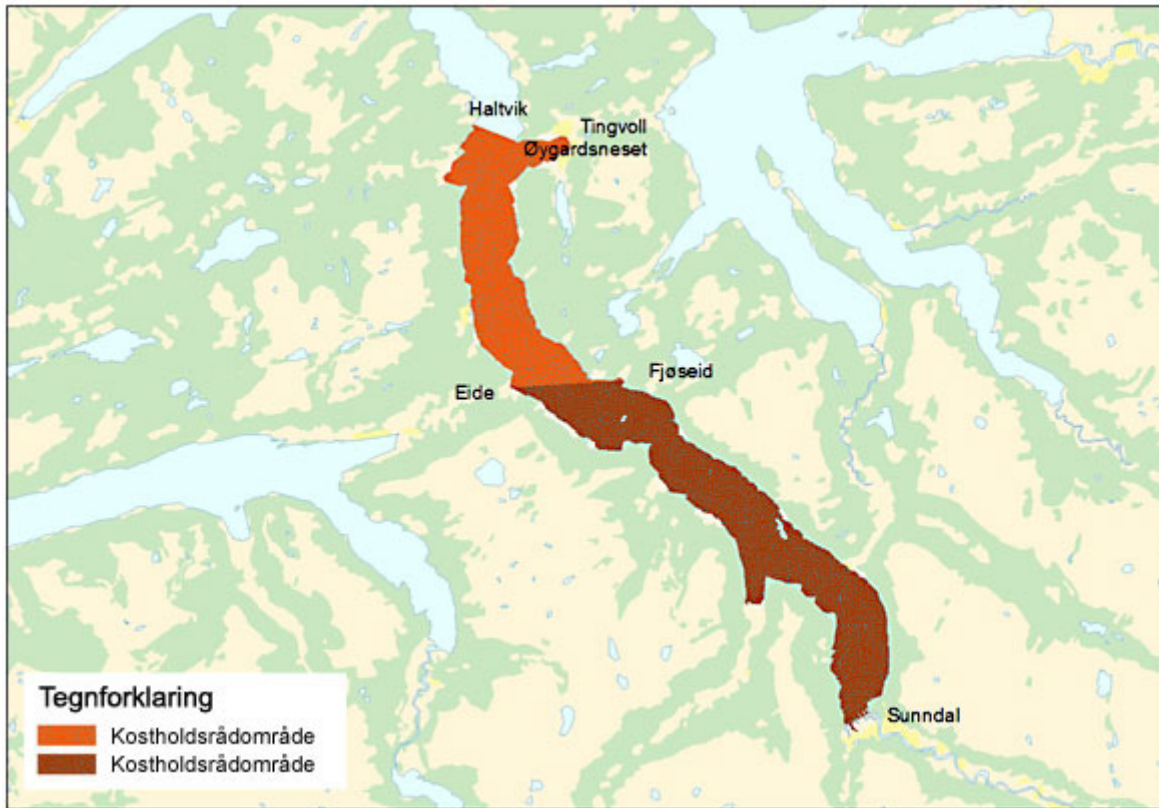 Haltvik
Tingvoll
Øygardsneset
Fjøseid
Eide
Sunndal
Tegnforklaring
Kostholdsrådområde
Kostholdsrådområde